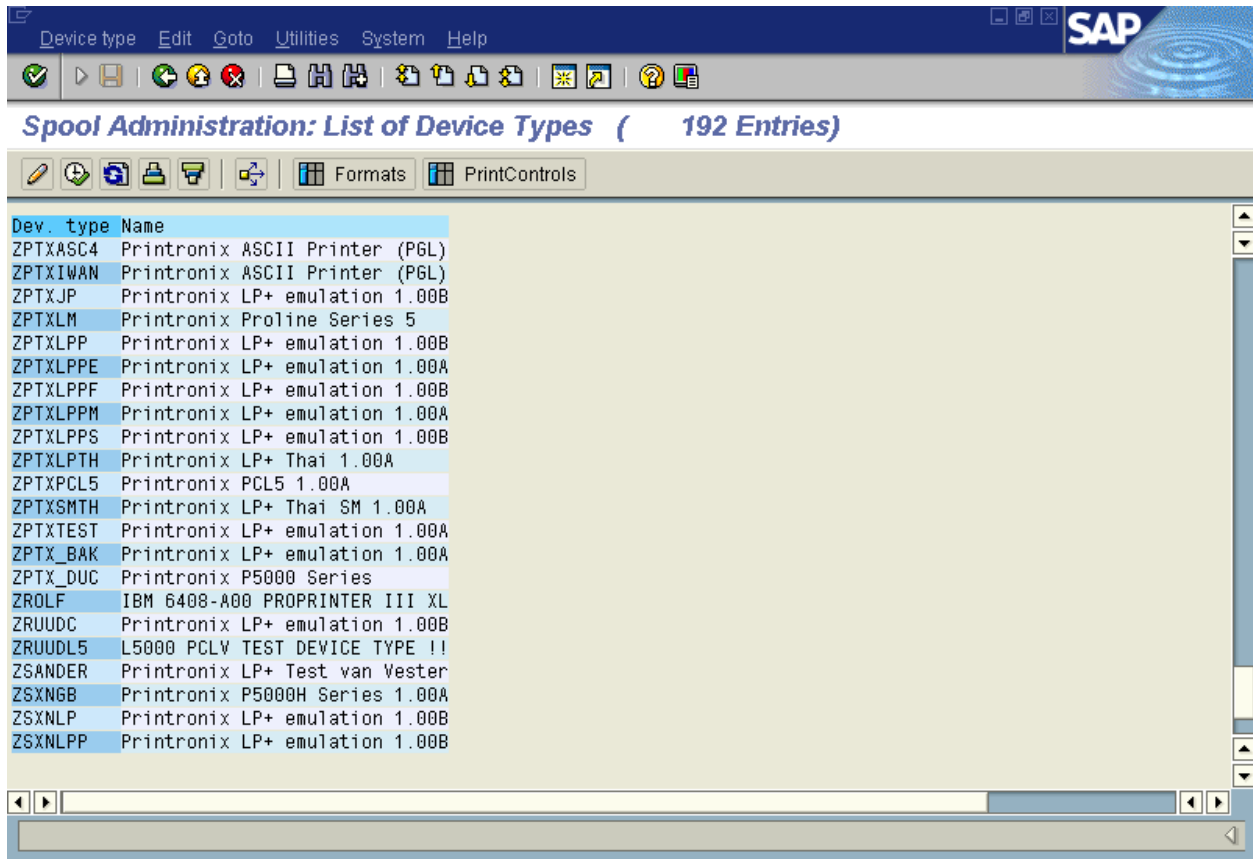 SAP
Device type Edit Goto Utilities System Help
Spool Administration: List of Device Types ( 192 Entries)
Formats PrintControls
Dev. type Name
ZPTXASC4 Printronix ASCII Printer (PGL)
ZPTXIWAN Printronix ASCII Printer (PGL)
ZPTXJP Printronix LP+ emulation 1.00B
ZPTXLM Printronix Proline Series 5
ZPTXLPP Printronix LP+ emulation 1.00B
ZPTXLPPE Printronix LP+ emulation 1.00A
ZPTXLPPF Printronix LP+ emulation 1.00B
ZPTXLPPM Printronix LP+ emulation 1.00A
ZPTXLPPS Printronix LP+ emulation 1.00B
ZPTXLPTH Printronix LP+ Thai 1.00A
ZPTXPCL5 Printronix PCL5 1.00A
ZPTXSMTH Printronix LP+ Thai SM 1.00A
ZPTXTEST Printronix LP+ emulation 1.00A
ZPTX_BAK Printronix LP+ emulation 1.00A
ZPTX_DUC Printronix P5000 Series
ZROLF IBM 6408-A00 PROPRINTER III XL
ZRUUDC Printronix LP+ emulation 1.00B
ZRUUDL5 L5000 PCLV TEST DEVICE TYPE !!
ZSANDER Printronix LP+ Test van Vester
ZSXNGB Printronix P5000H Series 1.00A
ZSXNLP Printronix LP+ emulation 1.00B
ZSXNLPP Printronix LP+ emulation 1.00B